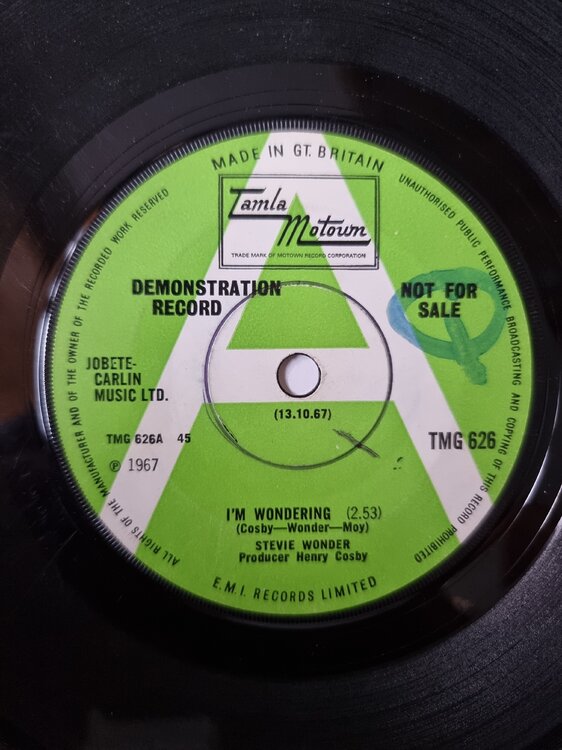 MADE IN GT. BRITAIN
Tamla
Motown
TRADE MARK OF MOTOWN RECORD CORPORATION
DEMONSTRATION
RECORD
NOT FOR
SALE
JOBETE-
CARLIN
MUSIC LTD.
(13.10.67)
TMG 626A 45
TMG 626
℗ 1967
I'M WONDERING (2.53)
(Cosby—Wonder—Moy)
STEVIE WONDER
Producer Henry Cosby
E.M.I. RECORDS LIMITED
ALL RIGHTS OF THE MANUFACTURER AND OF THE OWNER OF THE RECORDED WORK RESERVED
UNAUTHORISED PUBLIC PERFORMANCE BROADCASTING AND COPYING OF THIS RECORD PROHIBITED
A